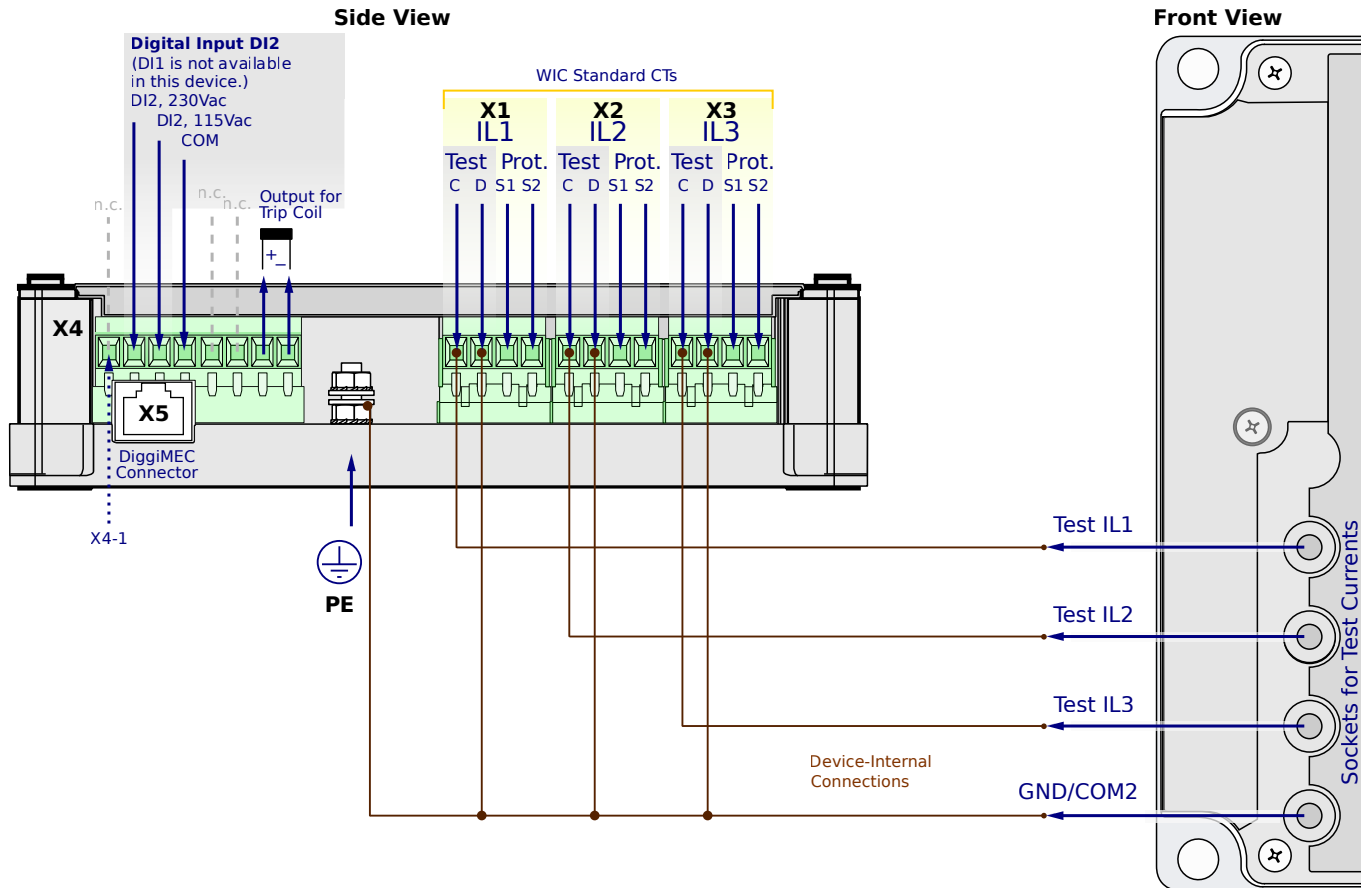 Side View
Front View
Digital Input DI2
(DI1 is not available
in this device.)
DI2, 230Vac
DI2, 115Vac
COM
n.c.
n.c.
n.c.
Output for
Trip Coil
+
−
WIC Standard CTs
X1
IL1
Test Prot.
C D S1 S2
X2
IL2
Test Prot.
C D S1 S2
X3
IL3
Test Prot.
C D S1 S2
X4
X5
DiggiMEC
Connector
X4-1
PE
Test IL1
Test IL2
Test IL3
GND/COM2
Device-Internal
Connections
Sockets for Test Currents